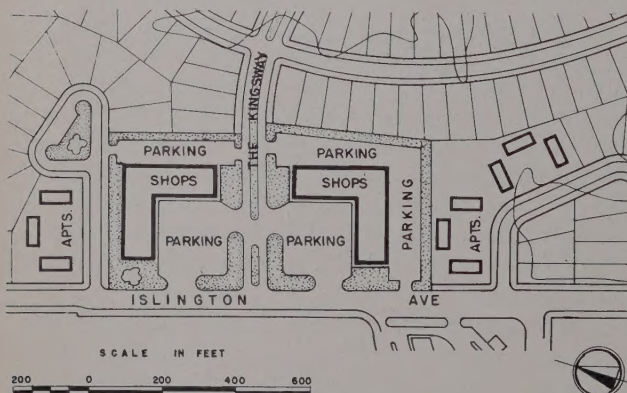 THE KINGSWAY
PARKING
PARKING
SHOPS
SHOPS
PARKING
APTS.
PARKING
PARKING
APTS.
ISLINGTON AVE
SCALE IN FEET
200 0 200 400 600